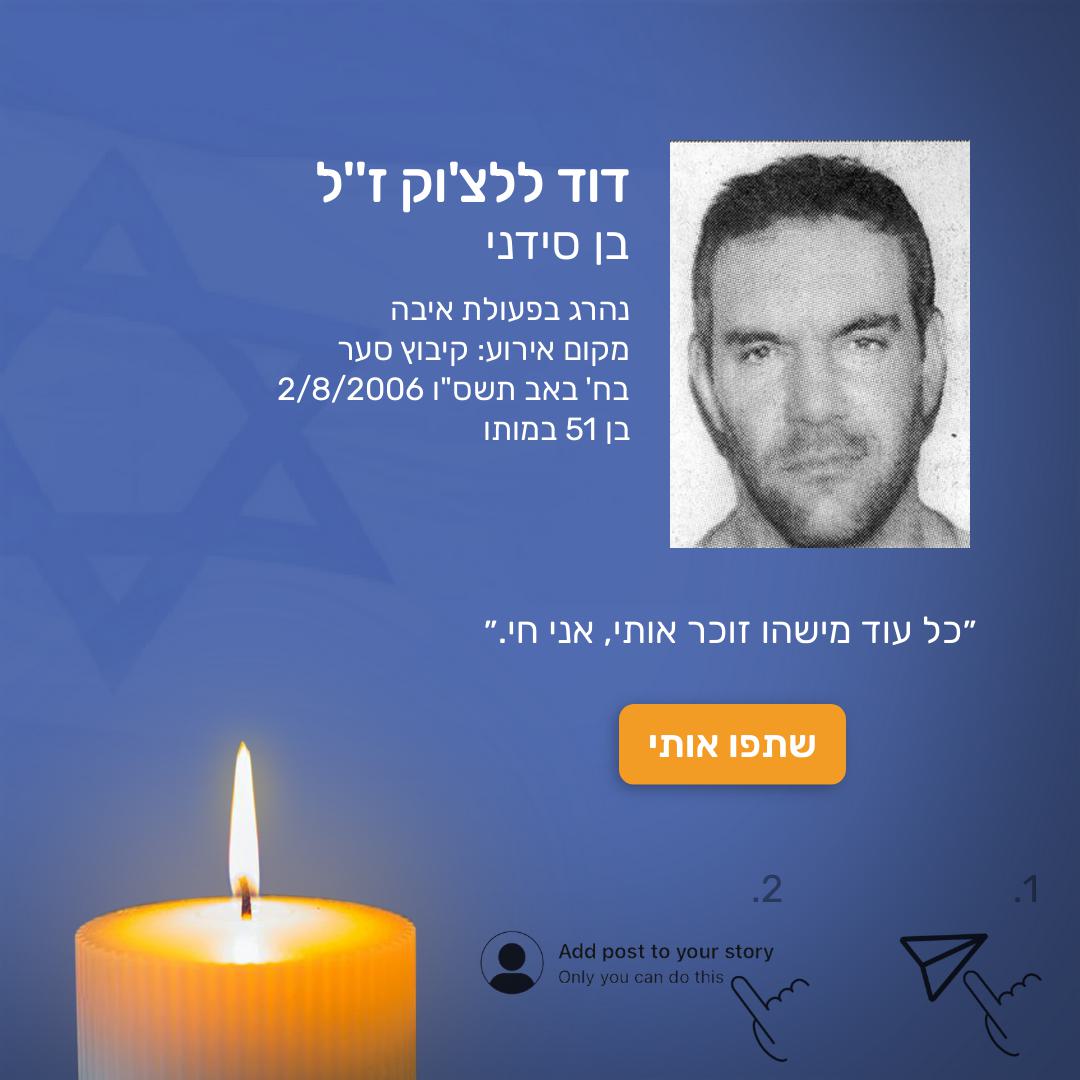 דוד ללצ'וק ז"ל
בן סידני
נהרג בפעולת איבה
מקום אירוע: קיבוץ סער
בח' באב תשס"ו 2/8/2006
בן 51 במותו
״כל עוד מישהו זוכר אותי, אני חי.״
שתפו אותי
.1
.2
Add post to your story
Only you can do this